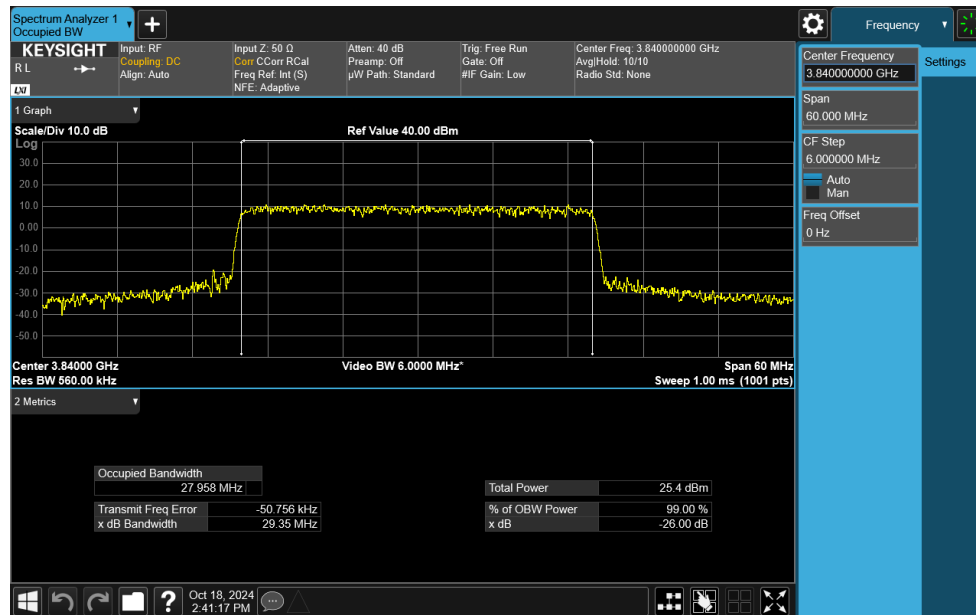 Spectrum Analyzer 1
Occupied BW
+
Frequency
KEYSIGHT
RL
LXI
Input: RF
Coupling: DC
Align: Auto
Input Z: 50 Ω
Corr CCorr RCal
Freq Ref: Int (S)
NFE: Adaptive
Atten: 40 dB
Preamp: Off
µW Path: Standard
Trig: Free Run
Gate: Off
#IF Gain: Low
Center Freq: 3.840000000 GHz
Avg|Hold: 10/10
Radio Std: None
Center Frequency
3.840000000 GHz
Settings
Span
60.000 MHz
CF Step
6.000000 MHz
Auto
Man
Freq Offset
0 Hz
1 Graph
Scale/Div 10.0 dB
Ref Value 40.00 dBm
Log
30.0
20.0
10.0
0.00
-10.0
-20.0
-30.0
-40.0
-50.0
Center 3.84000 GHz
Video BW 6.0000 MHz*
Span 60 MHz
Res BW 560.00 kHz
Sweep 1.00 ms (1001 pts)
2 Metrics
Occupied Bandwidth
27.958 MHz
Total Power 25.4 dBm
Transmit Freq Error -50.756 kHz
% of OBW Power 99.00 %
x dB Bandwidth 29.35 MHz
x dB -26.00 dB
?
Oct 18, 2024
2:41:17 PM